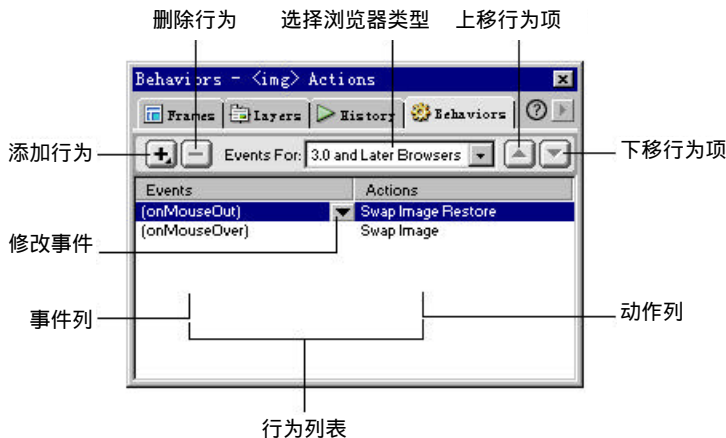 删除行为 选择浏览器类型 上移行为项
Behaviors - <img> Actions
Frames Layers History Behaviors
添加行为 Events For: 3.0 and Later Browsers 下移行为项
Events Actions
(onMouseOut) Swap Image Restore
(onMouseOver) Swap Image
修改事件
事件列 动作列
行为列表